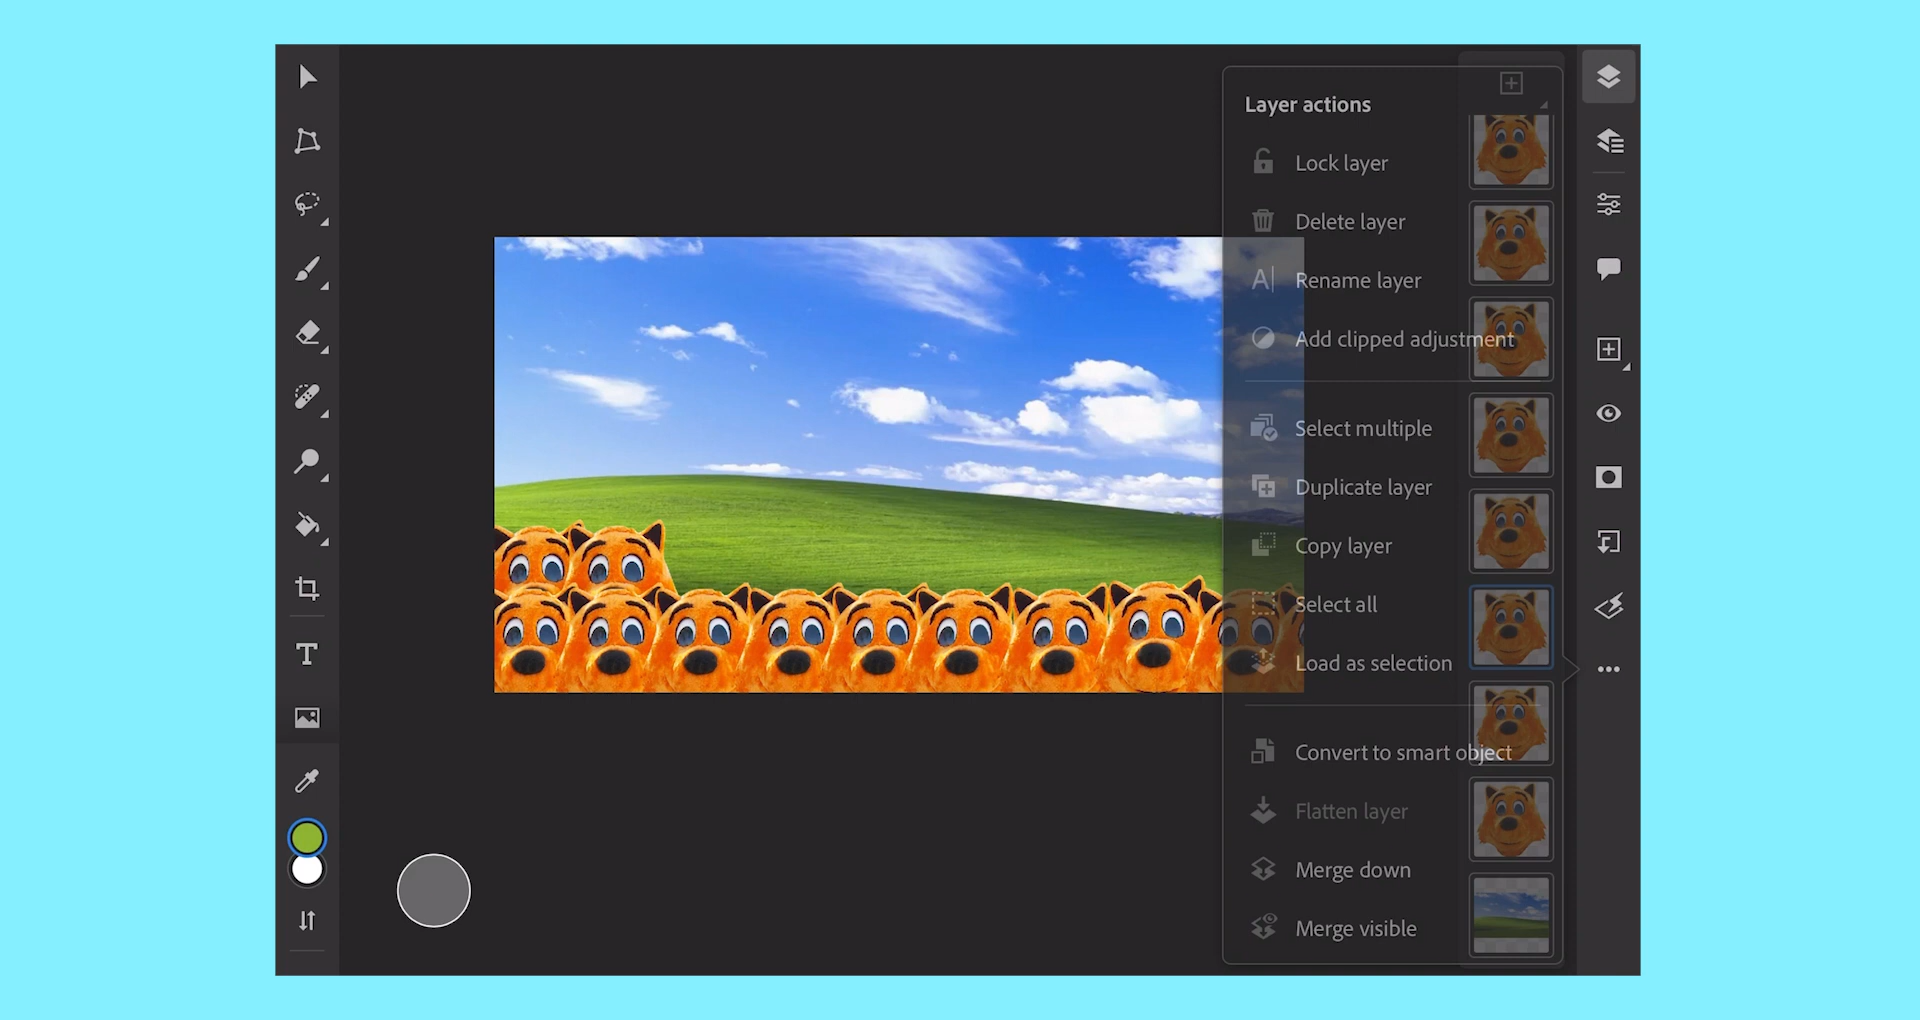 Layer actions
Lock layer
Delete layer
Rename layer
Add clipped adjustment
Select multiple
Duplicate layer
Copy layer
Select all
Load as selection
Convert to smart object
Flatten layer
Merge down
Merge visible